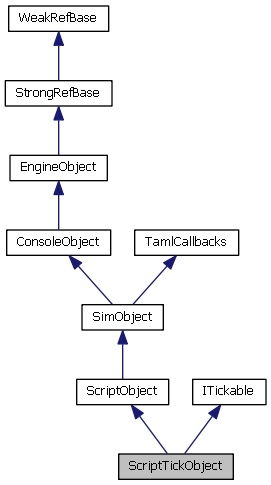 WeakRefBase
StrongRefBase
EngineObject
ConsoleObject
TamlCallbacks
SimObject
ScriptObject
ITickable
ScriptTickObject